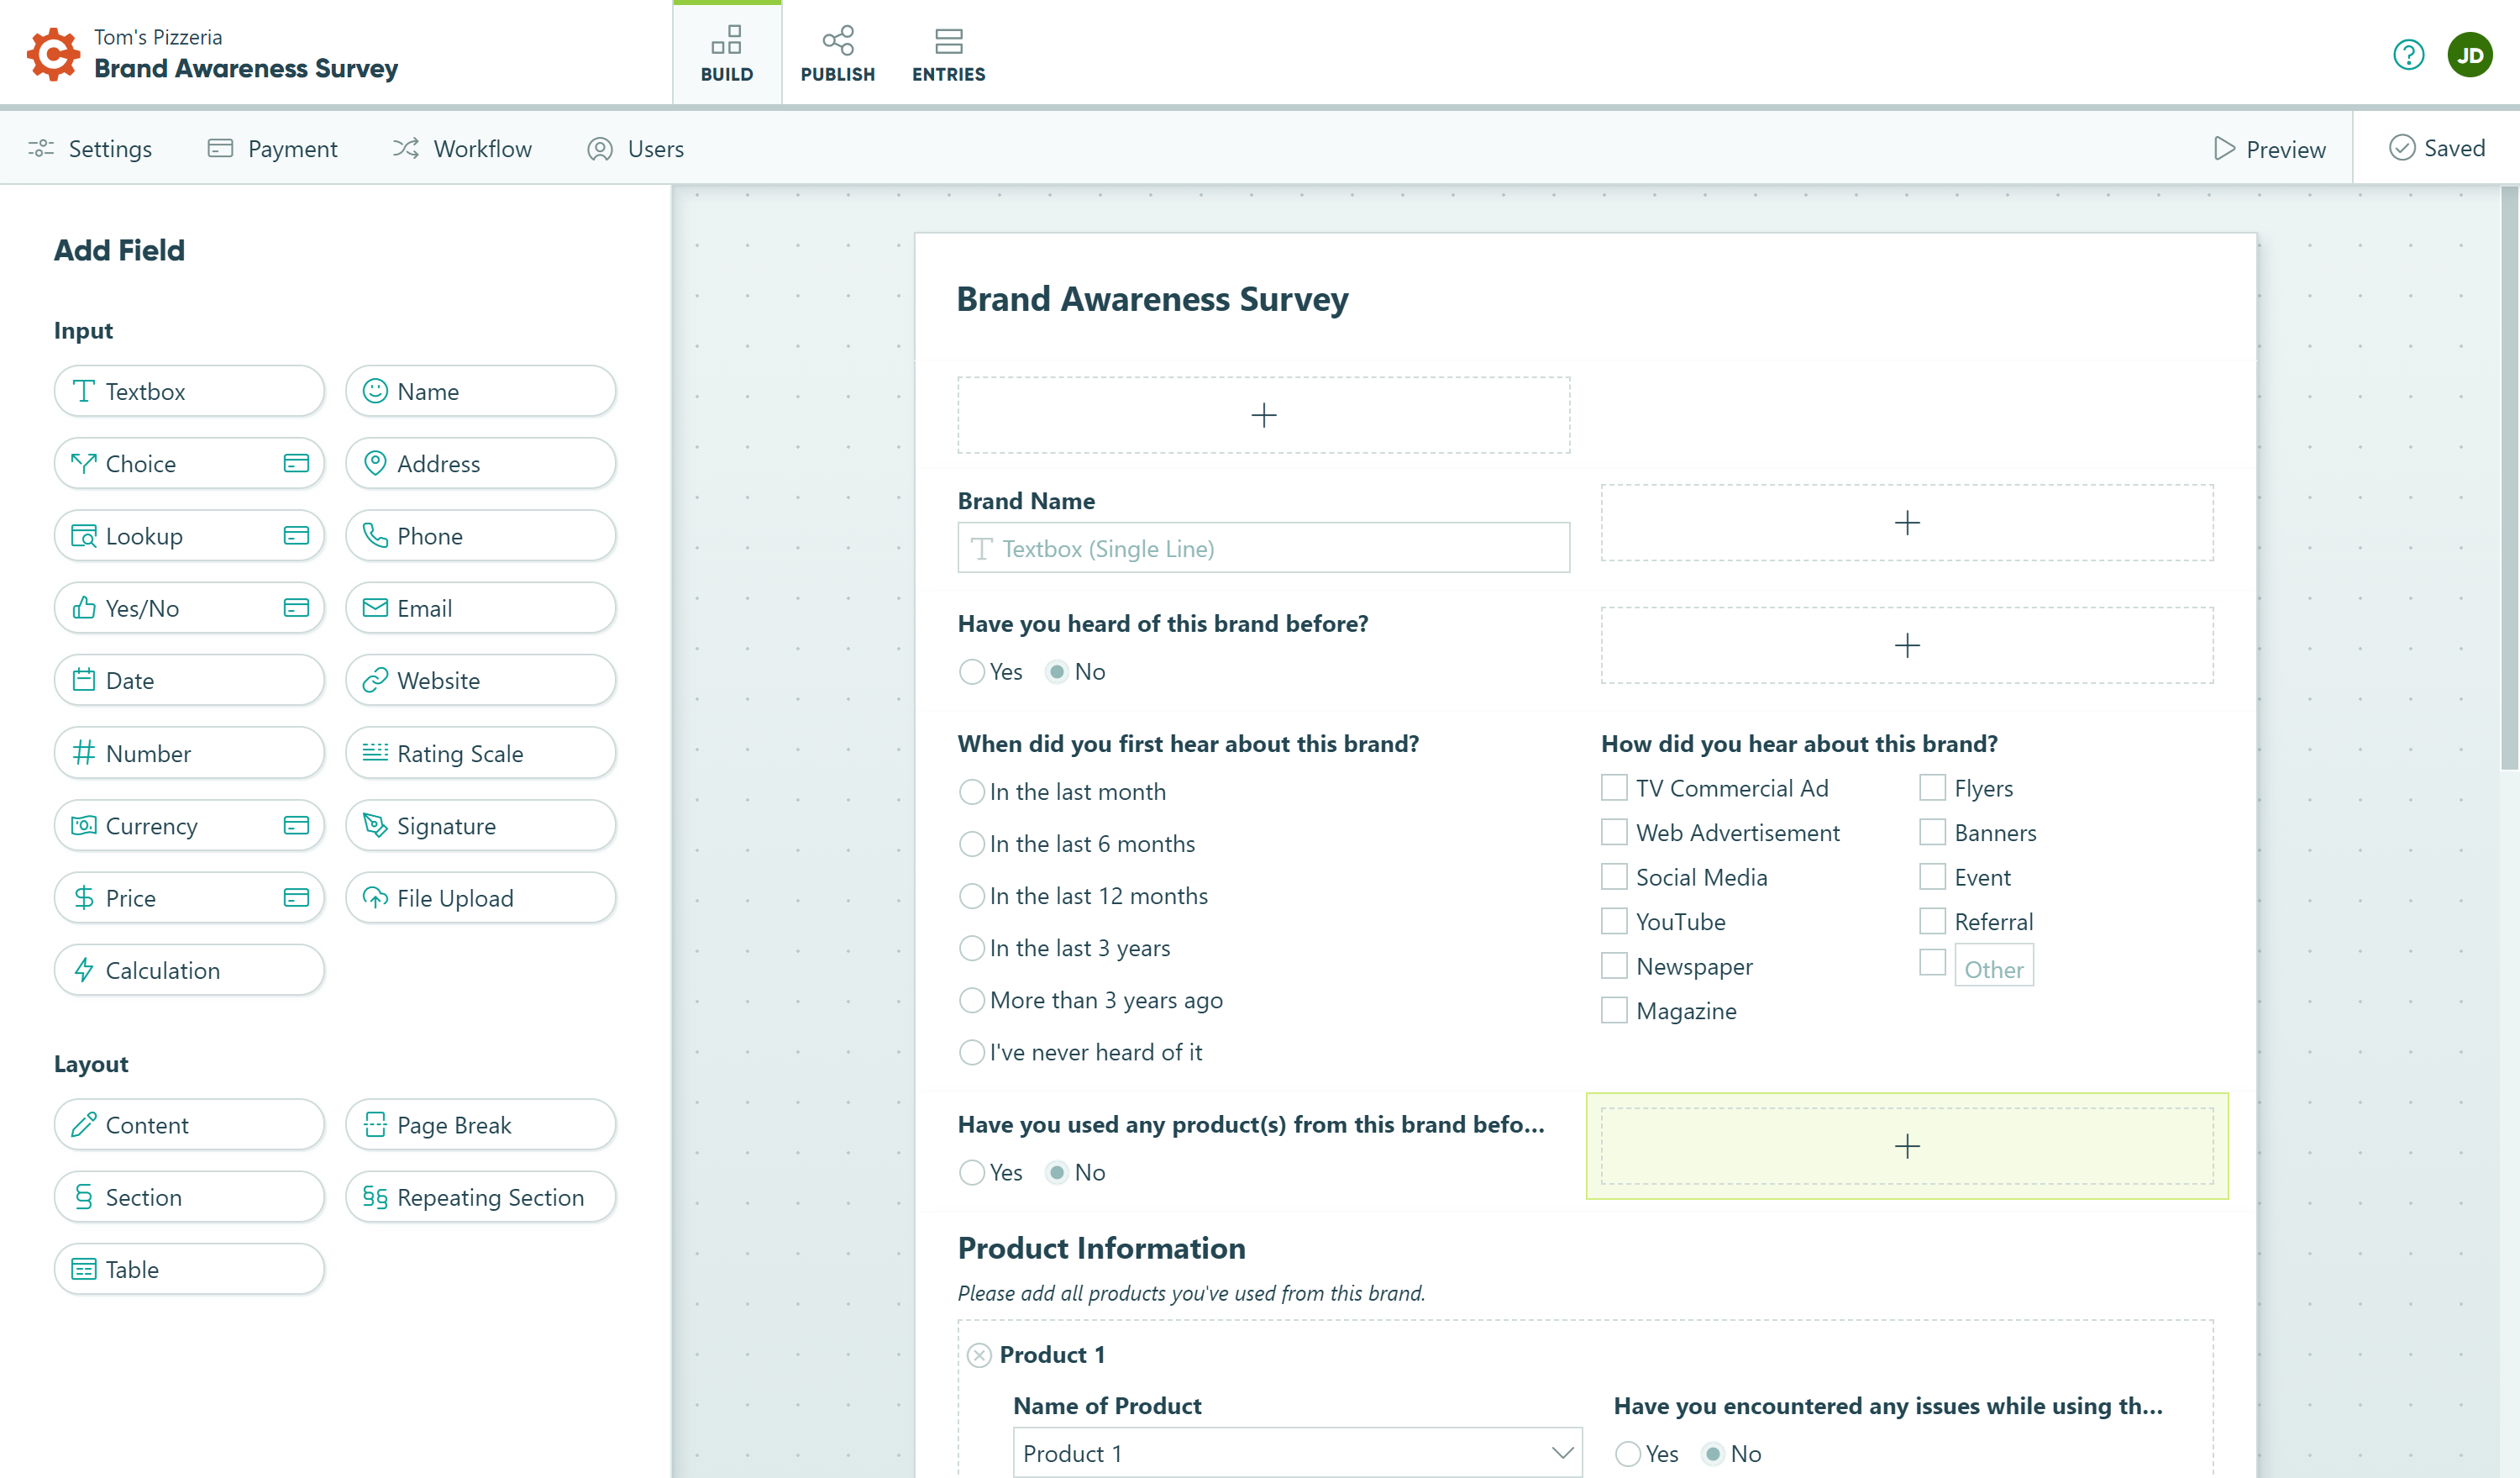 Tom's Pizzeria
Brand Awareness Survey
BUILD
PUBLISH
ENTRIES
JD
Settings
Payment
Workflow
Users
Preview
Saved
Add Field
Input
Textbox
Name
Choice
Address
Lookup
Phone
Yes/No
Email
Date
Website
Number
Rating Scale
Currency
Signature
Price
File Upload
Calculation
Layout
Content
Page Break
Section
Repeating Section
Table
Brand Awareness Survey
Brand Name
Textbox (Single Line)
Have you heard of this brand before?
Yes No
When did you first hear about this brand?
In the last month
In the last 6 months
In the last 12 months
In the last 3 years
More than 3 years ago
I've never heard of it
How did you hear about this brand?
TV Commercial Ad
Web Advertisement
Social Media
YouTube
Newspaper
Magazine
Flyers
Banners
Event
Referral
Other
Have you used any product(s) from this brand befo...
Yes No
Product Information
Please add all products you've used from this brand.
Product 1
Name of Product
Product 1
Have you encountered any issues while using th...
Yes No